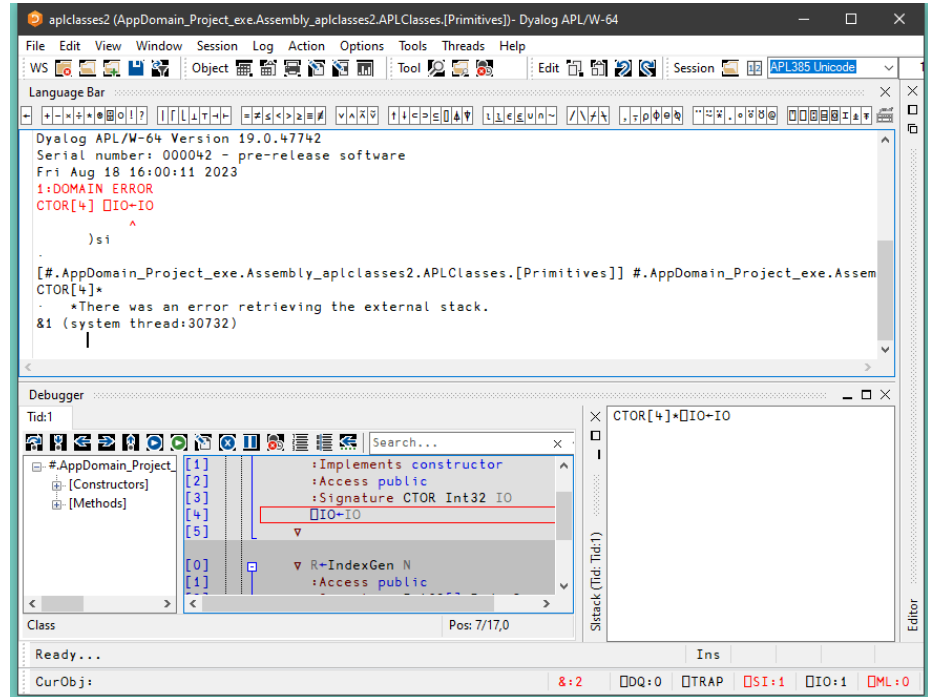 aplclasses2 (AppDomain_Project_exe.Assembly_aplclasses2.APLClasses.[Primitives])- Dyalog APL/W-64
File Edit View Window Session Log Action Options Tools Threads Help
WS Object Tool Edit Session APL385 Unicode 1
Language Bar
Dyalog APL/W-64 Version 19.0.47742
Serial number: 000042 - pre-release software
Fri Aug 18 16:00:11 2023
1:DOMAIN ERROR
CTOR[4] ⎕IO←IO
^
)si
·
[#.AppDomain_Project_exe.Assembly_aplclasses2.APLClasses.[Primitives]] #.AppDomain_Project_exe.Assem
CTOR[4]*
· *There was an error retrieving the external stack.
&1 (system thread:30732)
Debugger
Tid:1
Search...
#.AppDomain_Project_
[Constructors]
[Methods]
[1] :Implements constructor
[2] :Access public
[3] :Signature CTOR Int32 IO
[4] ⎕IO←IO
[5] ∇
[0] ∇ R←IndexGen N
[1] :Access public
Class Pos: 7/17,0
CTOR[4]*⎕IO←IO
SIstack (Tid: Tid:1)
Editor
Ready... Ins
CurObj: &:2 ⎕DQ:0 ⎕TRAP ⎕SI:1 ⎕IO:1 ⎕ML:0